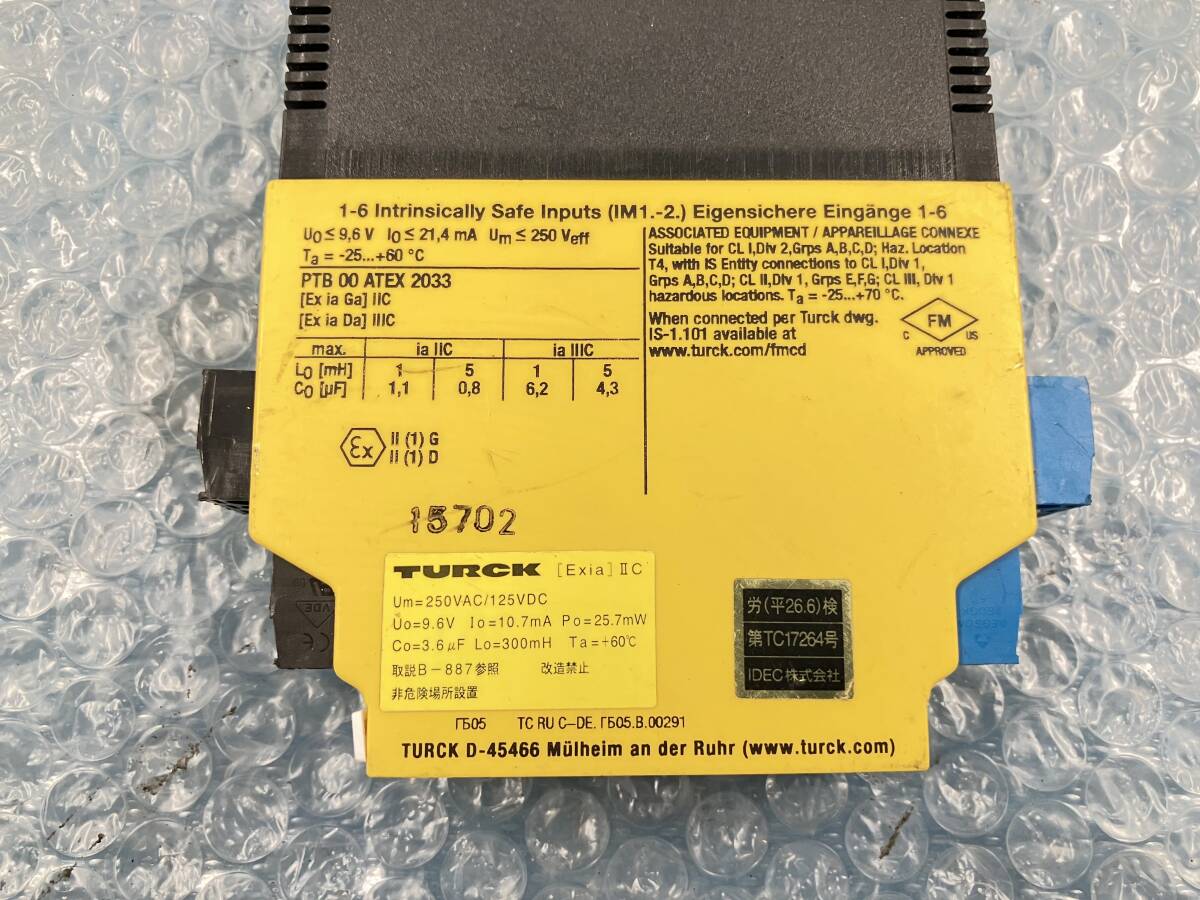 1-6 Intrinsically Safe Inputs (IM1.-2.) Eigensichere Eingänge 1-6
U₀ ≤ 9,6 V I₀ ≤ 21,4 mA Uₘ ≤ 250 Veff
Tₐ = -25...+60 °C
PTB 00 ATEX 2033
[Ex ia Ga] IIC
[Ex ia Da] IIIC
max. ia IIC ia IIIC
L₀ [mH] 1 5 1 5
C₀ [µF] 1,1 0,8 6,2 4,3
Ex II (1) G
II (1) D
ASSOCIATED EQUIPMENT / APPAREILLAGE CONNEXE
Suitable for CL I,Div 2,Grps A,B,C,D; Haz. Location
T4, with IS Entity connections to CL I,Div 1,
Grps A,B,C,D; CL II,Div 1, Grps E,F,G; CL III, Div 1
hazardous locations. Tₐ = -25...+70 °C.
When connected per Turck dwg.
IS-1.101 available at
www.turck.com/fmcd
C FM US
APPROVED
15702
TURCK [Exia] IIC
Um=250VAC/125VDC
Uo=9.6V Io=10.7mA Po=25.7mW
Co=3.6μF Lo=300mH Ta=+60℃
取説B-887参照 改造禁止
非危険場所設置
労(平26.6)検
第TC17264号
IDEC株式会社
ГБ05 TC RU C-DE. ГБ05.B.00291
TURCK D-45466 Mülheim an der Ruhr (www.turck.com)
VDE
CE